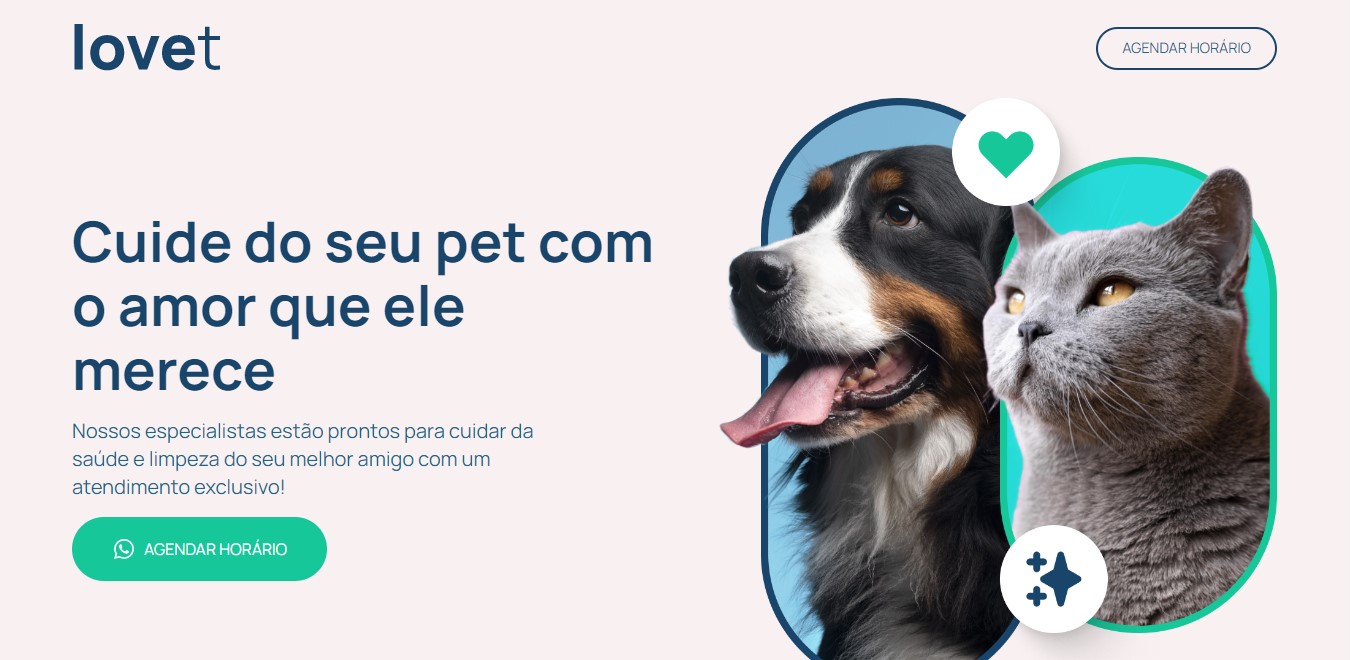 lovet
AGENDAR HORÁRIO
Cuide do seu pet com
o amor que ele
merece
Nossos especialistas estão prontos para cuidar da
saúde e limpeza do seu melhor amigo com um
atendimento exclusivo!
AGENDAR HORÁRIO